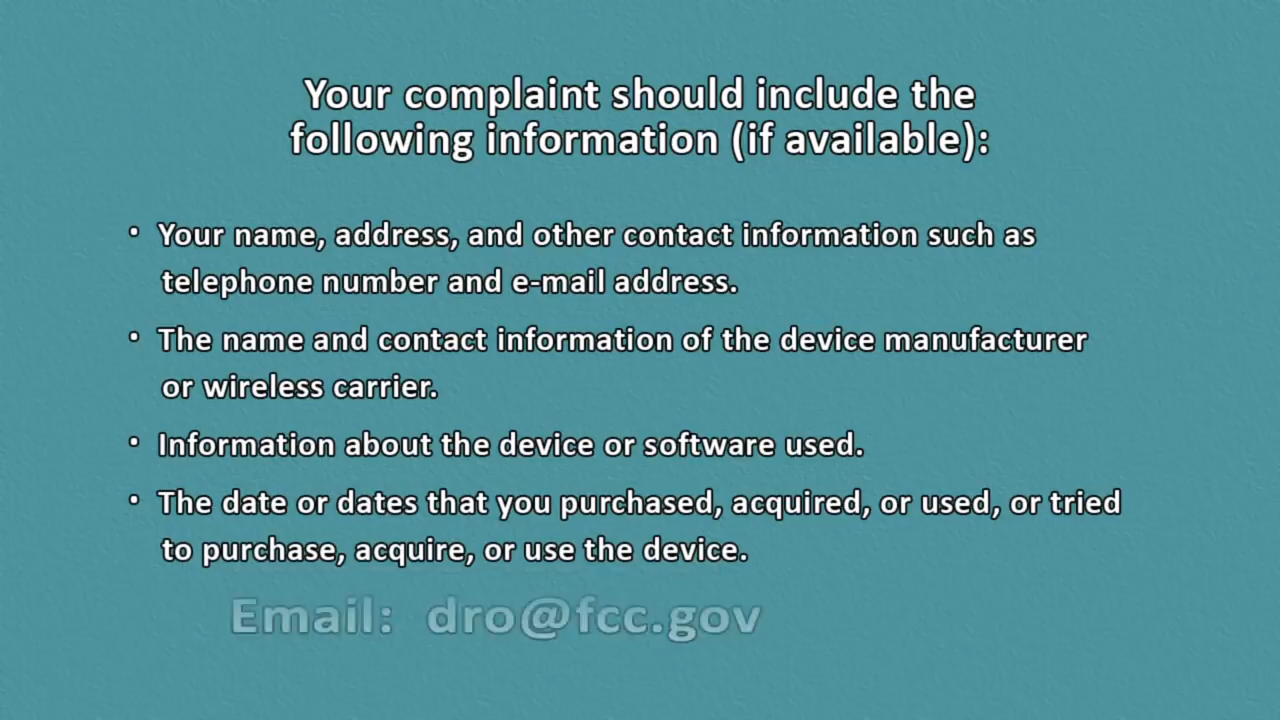 Your complaint should include the
following information (if available):
• Your name, address, and other contact information such as
telephone number and e-mail address.
• The name and contact information of the device manufacturer
or wireless carrier.
• Information about the device or software used.
• The date or dates that you purchased, acquired, or used, or tried
to purchase, acquire, or use the device.
Email: dro@fcc.gov